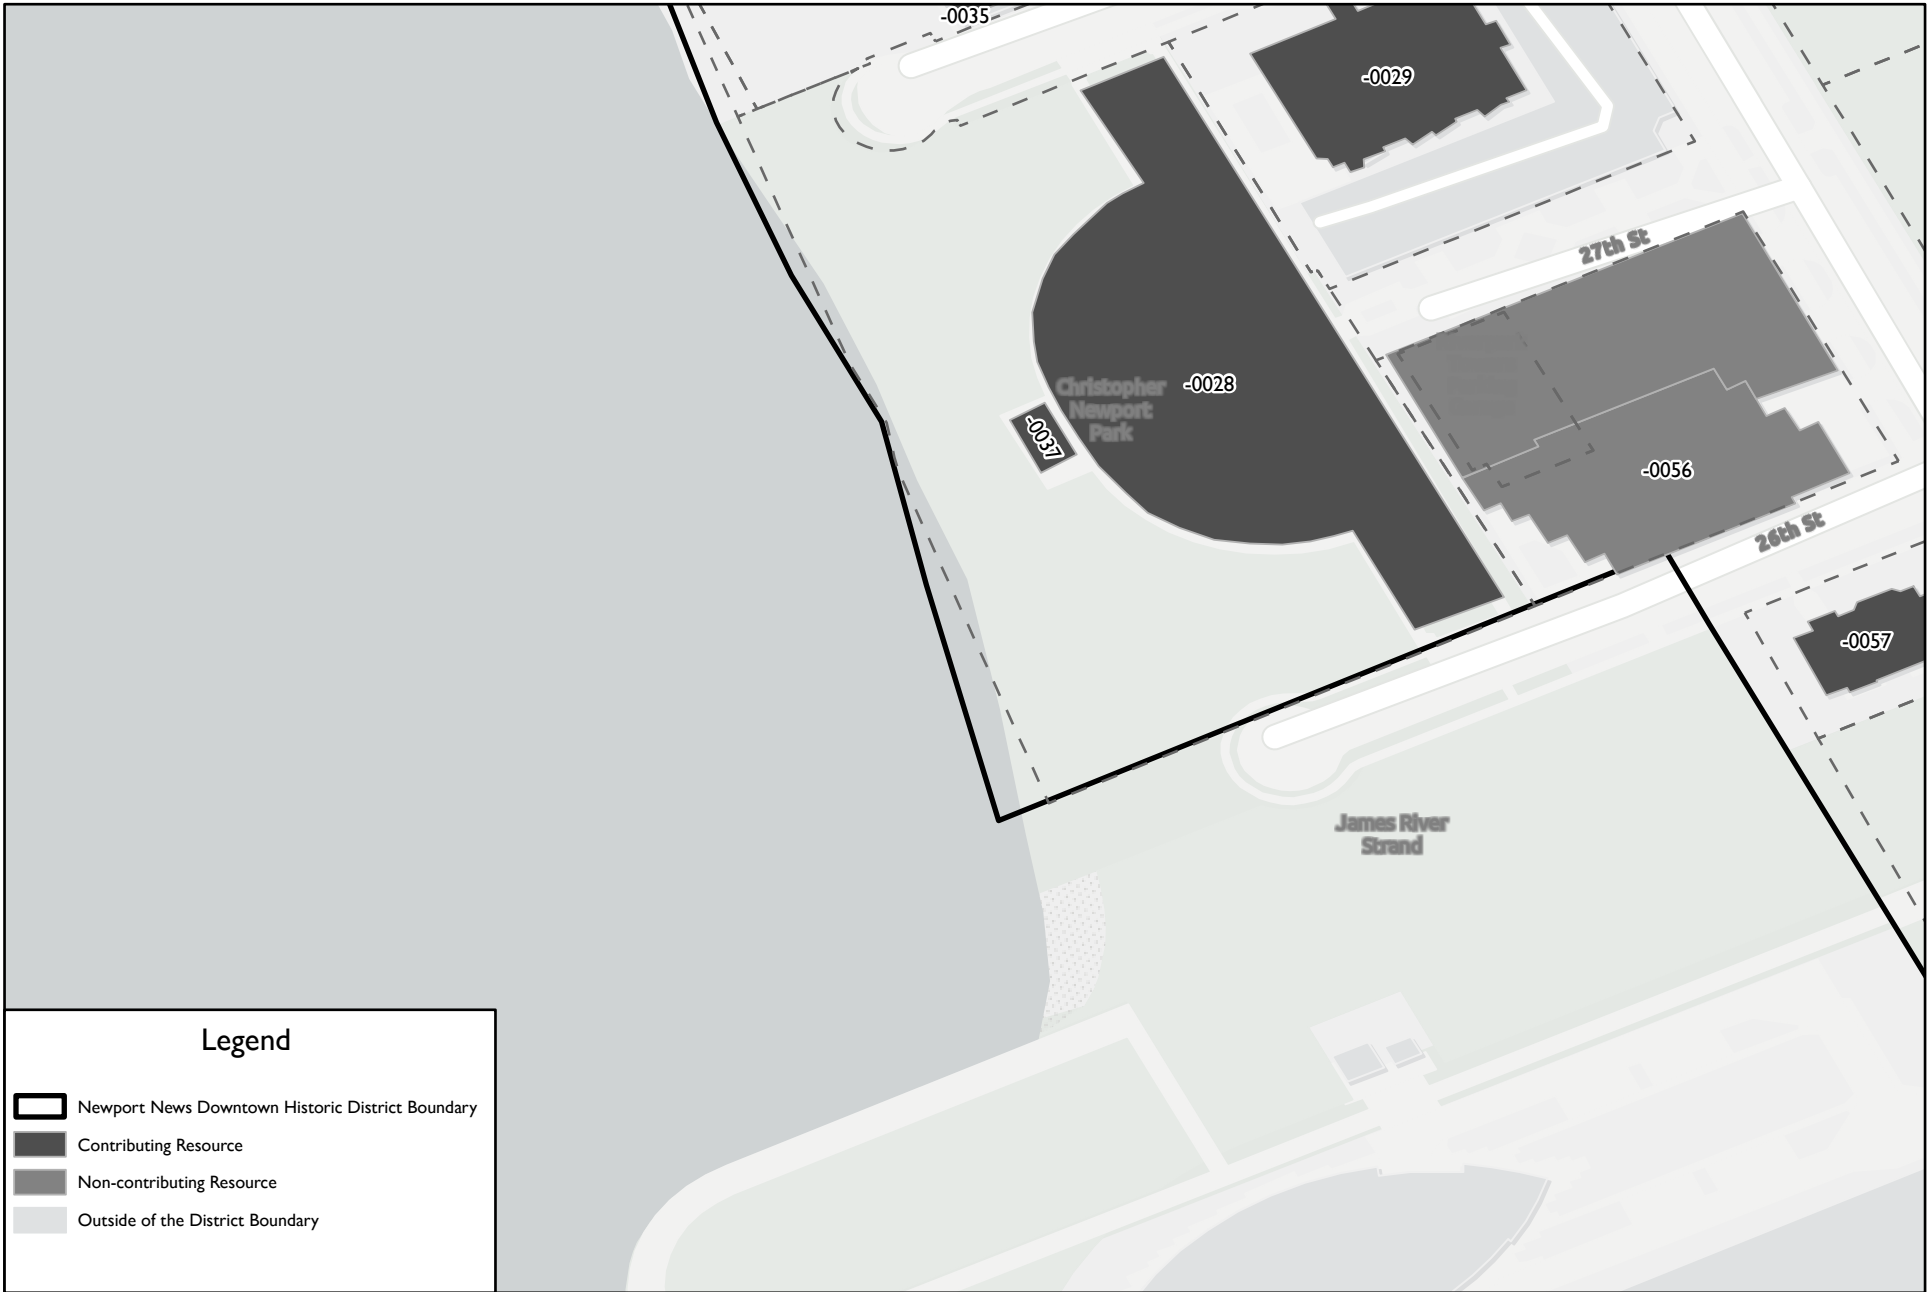 -0035
-0029
27th St
Christopher
Newport
Park
-0028
-0037
-0056
26th St
-0057
James River
Strand
Legend
Newport News Downtown Historic District Boundary
Contributing Resource
Non-contributing Resource
Outside of the District Boundary